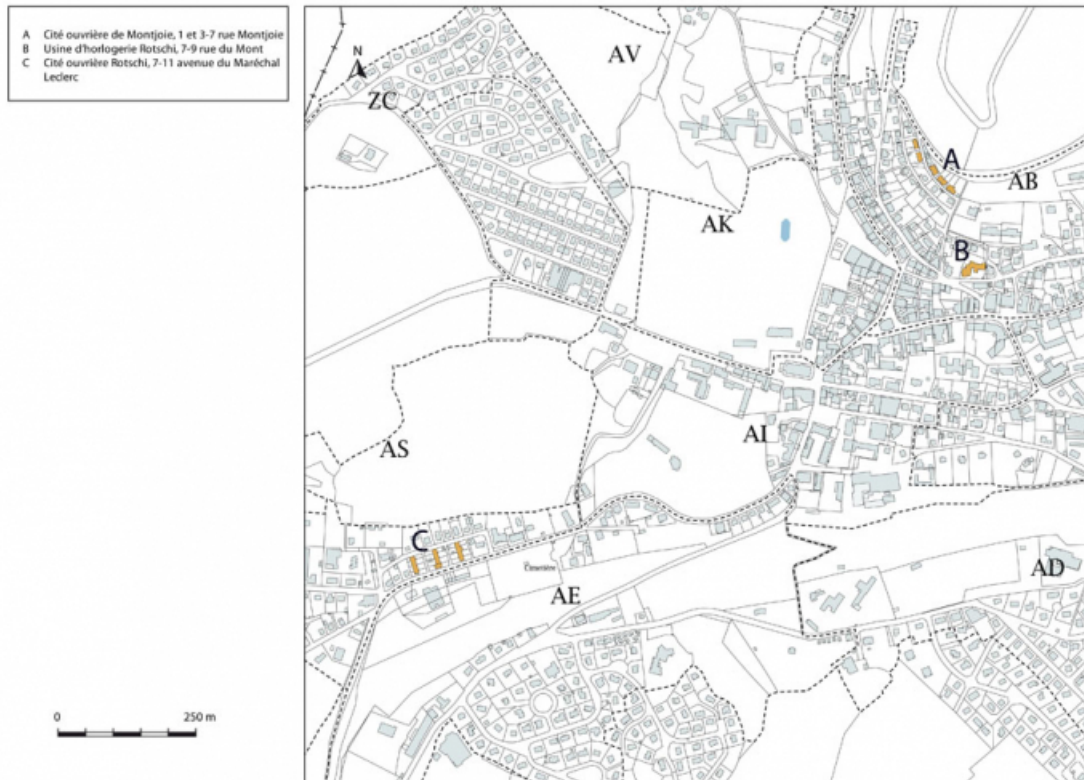 A Cité ouvrière de Montjoie, 1 et 3-7 rue Montjoie
B Usine d'horlogerie Rotschi, 7-9 rue du Mont
C Cité ouvrière Rotschi, 7-11 avenue du Maréchal
Leclerc
N
AV
ZC
A
AB
AK
B
AI
AS
C
Cimetière
AD
AE
0 250 m